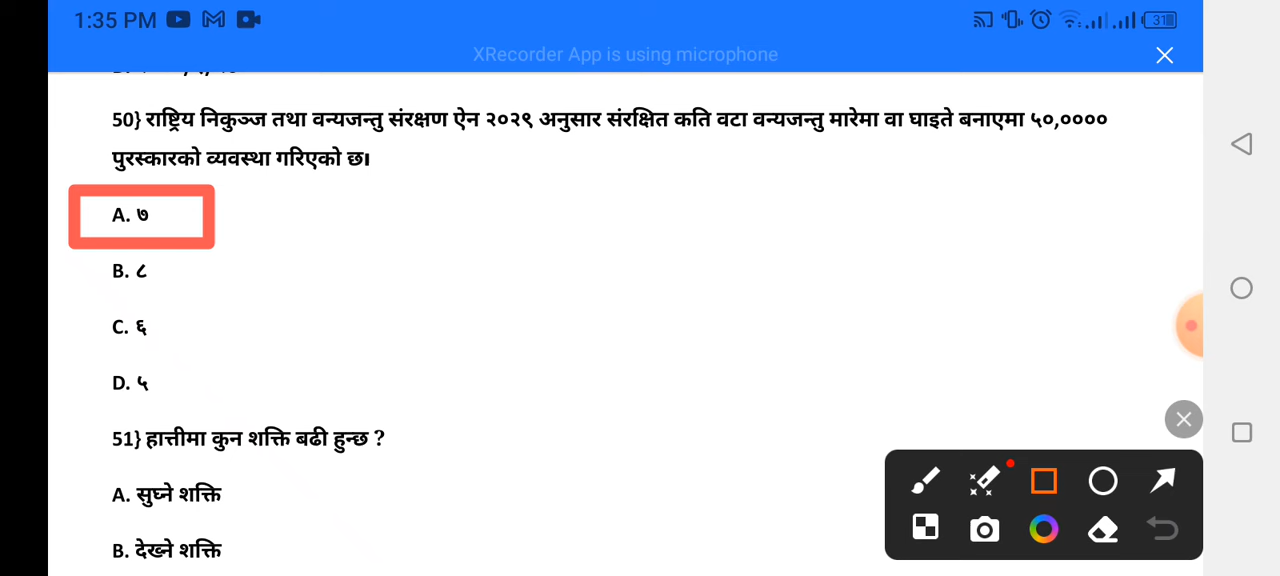 1:35 PM
31
XRecorder App is using microphone
50} राष्ट्रिय निकुञ्ज तथा वन्यजन्तु संरक्षण ऐन २०२९ अनुसार संरक्षित कति वटा वन्यजन्तु मारेमा वा घाइते बनाएमा ५०,००००
पुरस्कारको व्यवस्था गरिएको छ।
A. ७
B. ८
C. ६
D. ५
51} हात्तीमा कुन शक्ति बढी हुन्छ ?
A. सुघ्ने शक्ति
B. देख्ने शक्ति